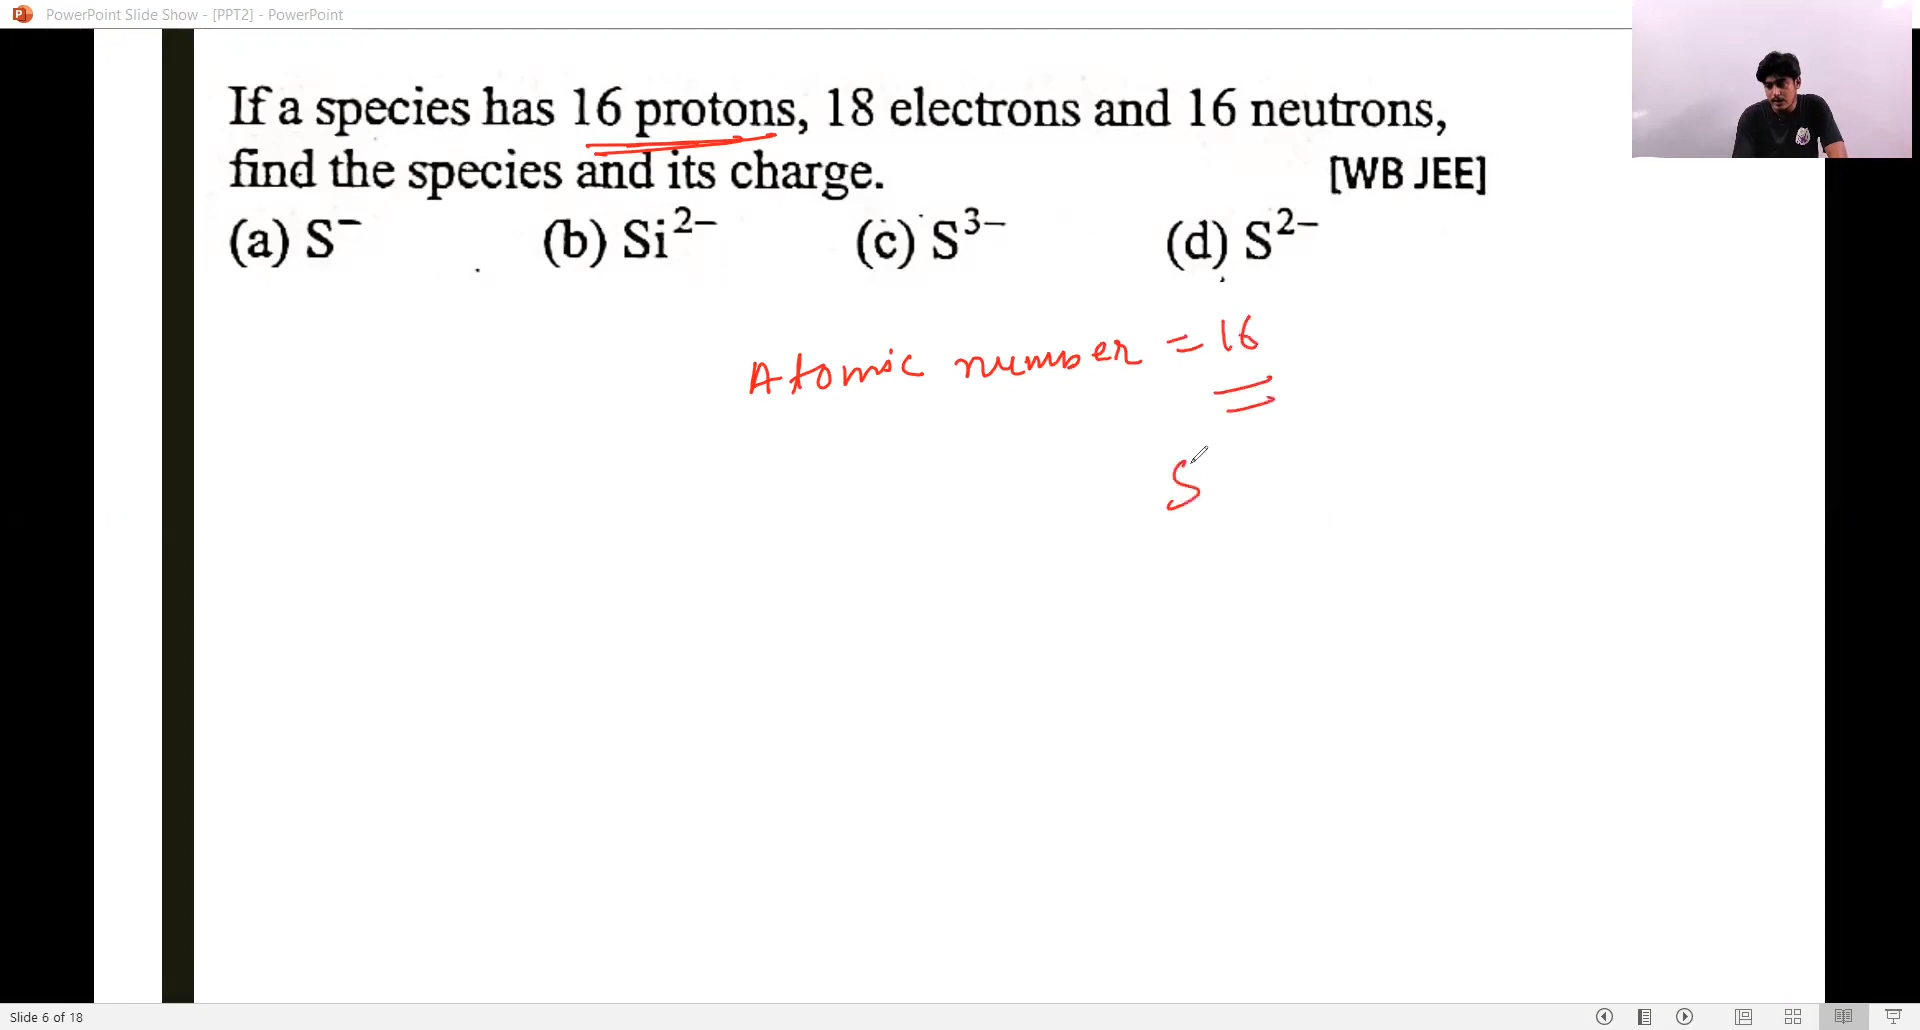 PowerPoint Slide Show - [PPT2] - PowerPoint
If a species has 16 protons, 18 electrons and 16 neutrons,
find the species and its charge. [WB JEE]
(a) S⁻ (b) Si²⁻ (c) S³⁻ (d) S²⁻
Atomic number = 16
S
Slide 6 of 18